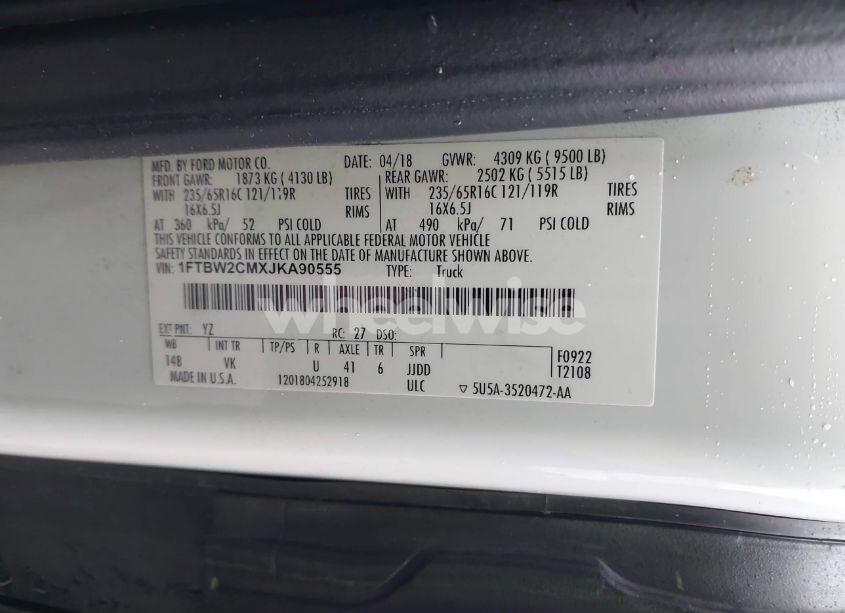 MFD. BY FORD MOTOR CO. DATE: 04/18 GVWR: 4309 KG ( 9500 LB)
FRONT GAWR: 1873 KG ( 4130 LB) REAR GAWR: 2502 KG ( 5515 LB)
WITH 235/65R16C 121/119R TIRES WITH 235/65R16C 121/119R TIRES
16X6.5J RIMS 16X6.5J RIMS
AT 360 kPa/ 52 PSI COLD AT 490 kPa/ 71 PSI COLD
THIS VEHICLE CONFORMS TO ALL APPLICABLE FEDERAL MOTOR VEHICLE
SAFETY STANDARDS IN EFFECT ON THE DATE OF MANUFACTURE SHOWN ABOVE.
VIN: 1FTBW2CMXJKA90555 TYPE: Truck
wheelwise
EXT PNT: YZ RC: 27 DSO:
WB INT TR TP/PS R AXLE TR SPR F0922
148 VK U 41 6 JJDD T2108
MADE IN U.S.A. 1201804252918 ULC ▽ 5U5A-3520472-AA